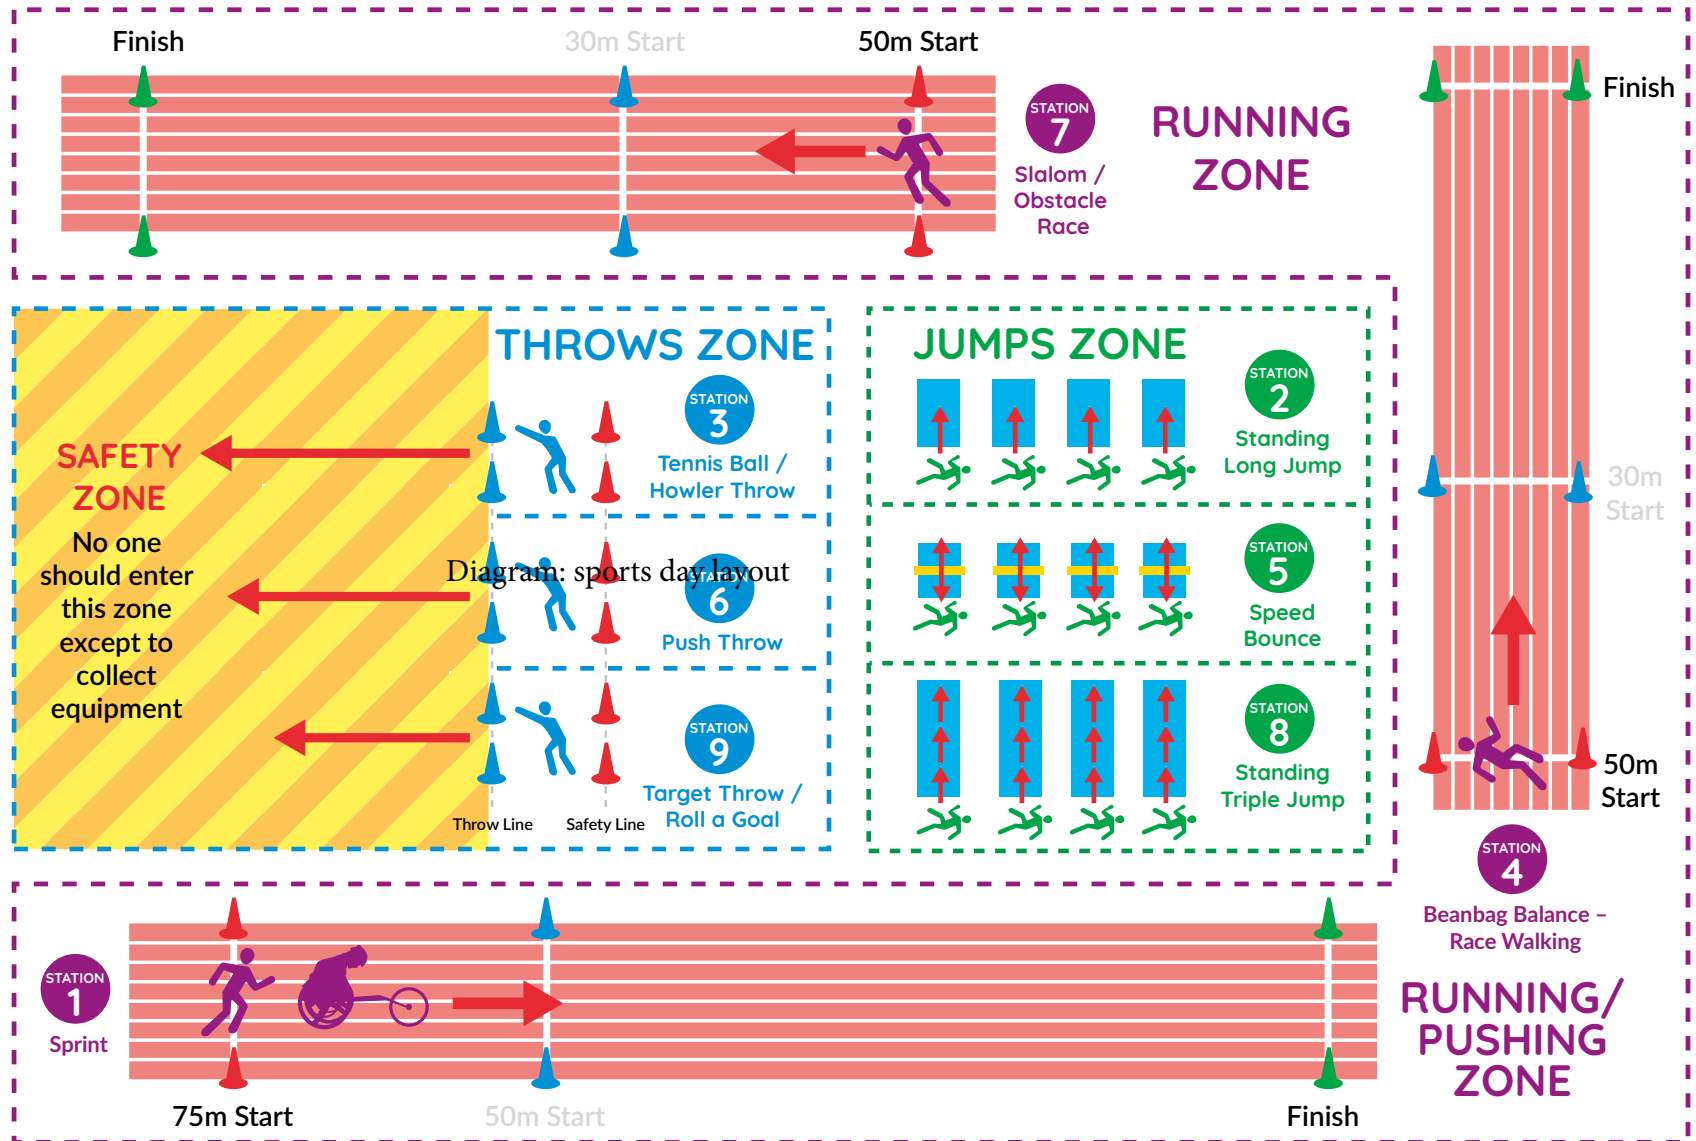 Finish
30m Start
50m Start
STATION
7
Slalom /
Obstacle
Race
RUNNING
ZONE
Finish
30m
Start
50m
Start
STATION
4
Beanbag Balance –
Race Walking
THROWS ZONE
SAFETY
ZONE
No one
should enter
this zone
except to
collect
equipment
STATION
3
Tennis Ball /
Howler Throw
Diagram: sports day layout
STATION
6
Push Throw
STATION
9
Target Throw /
Roll a Goal
Throw Line
Safety Line
JUMPS ZONE
STATION
2
Standing
Long Jump
STATION
5
Speed
Bounce
STATION
8
Standing
Triple Jump
STATION
1
Sprint
75m Start
50m Start
Finish
RUNNING/
PUSHING
ZONE